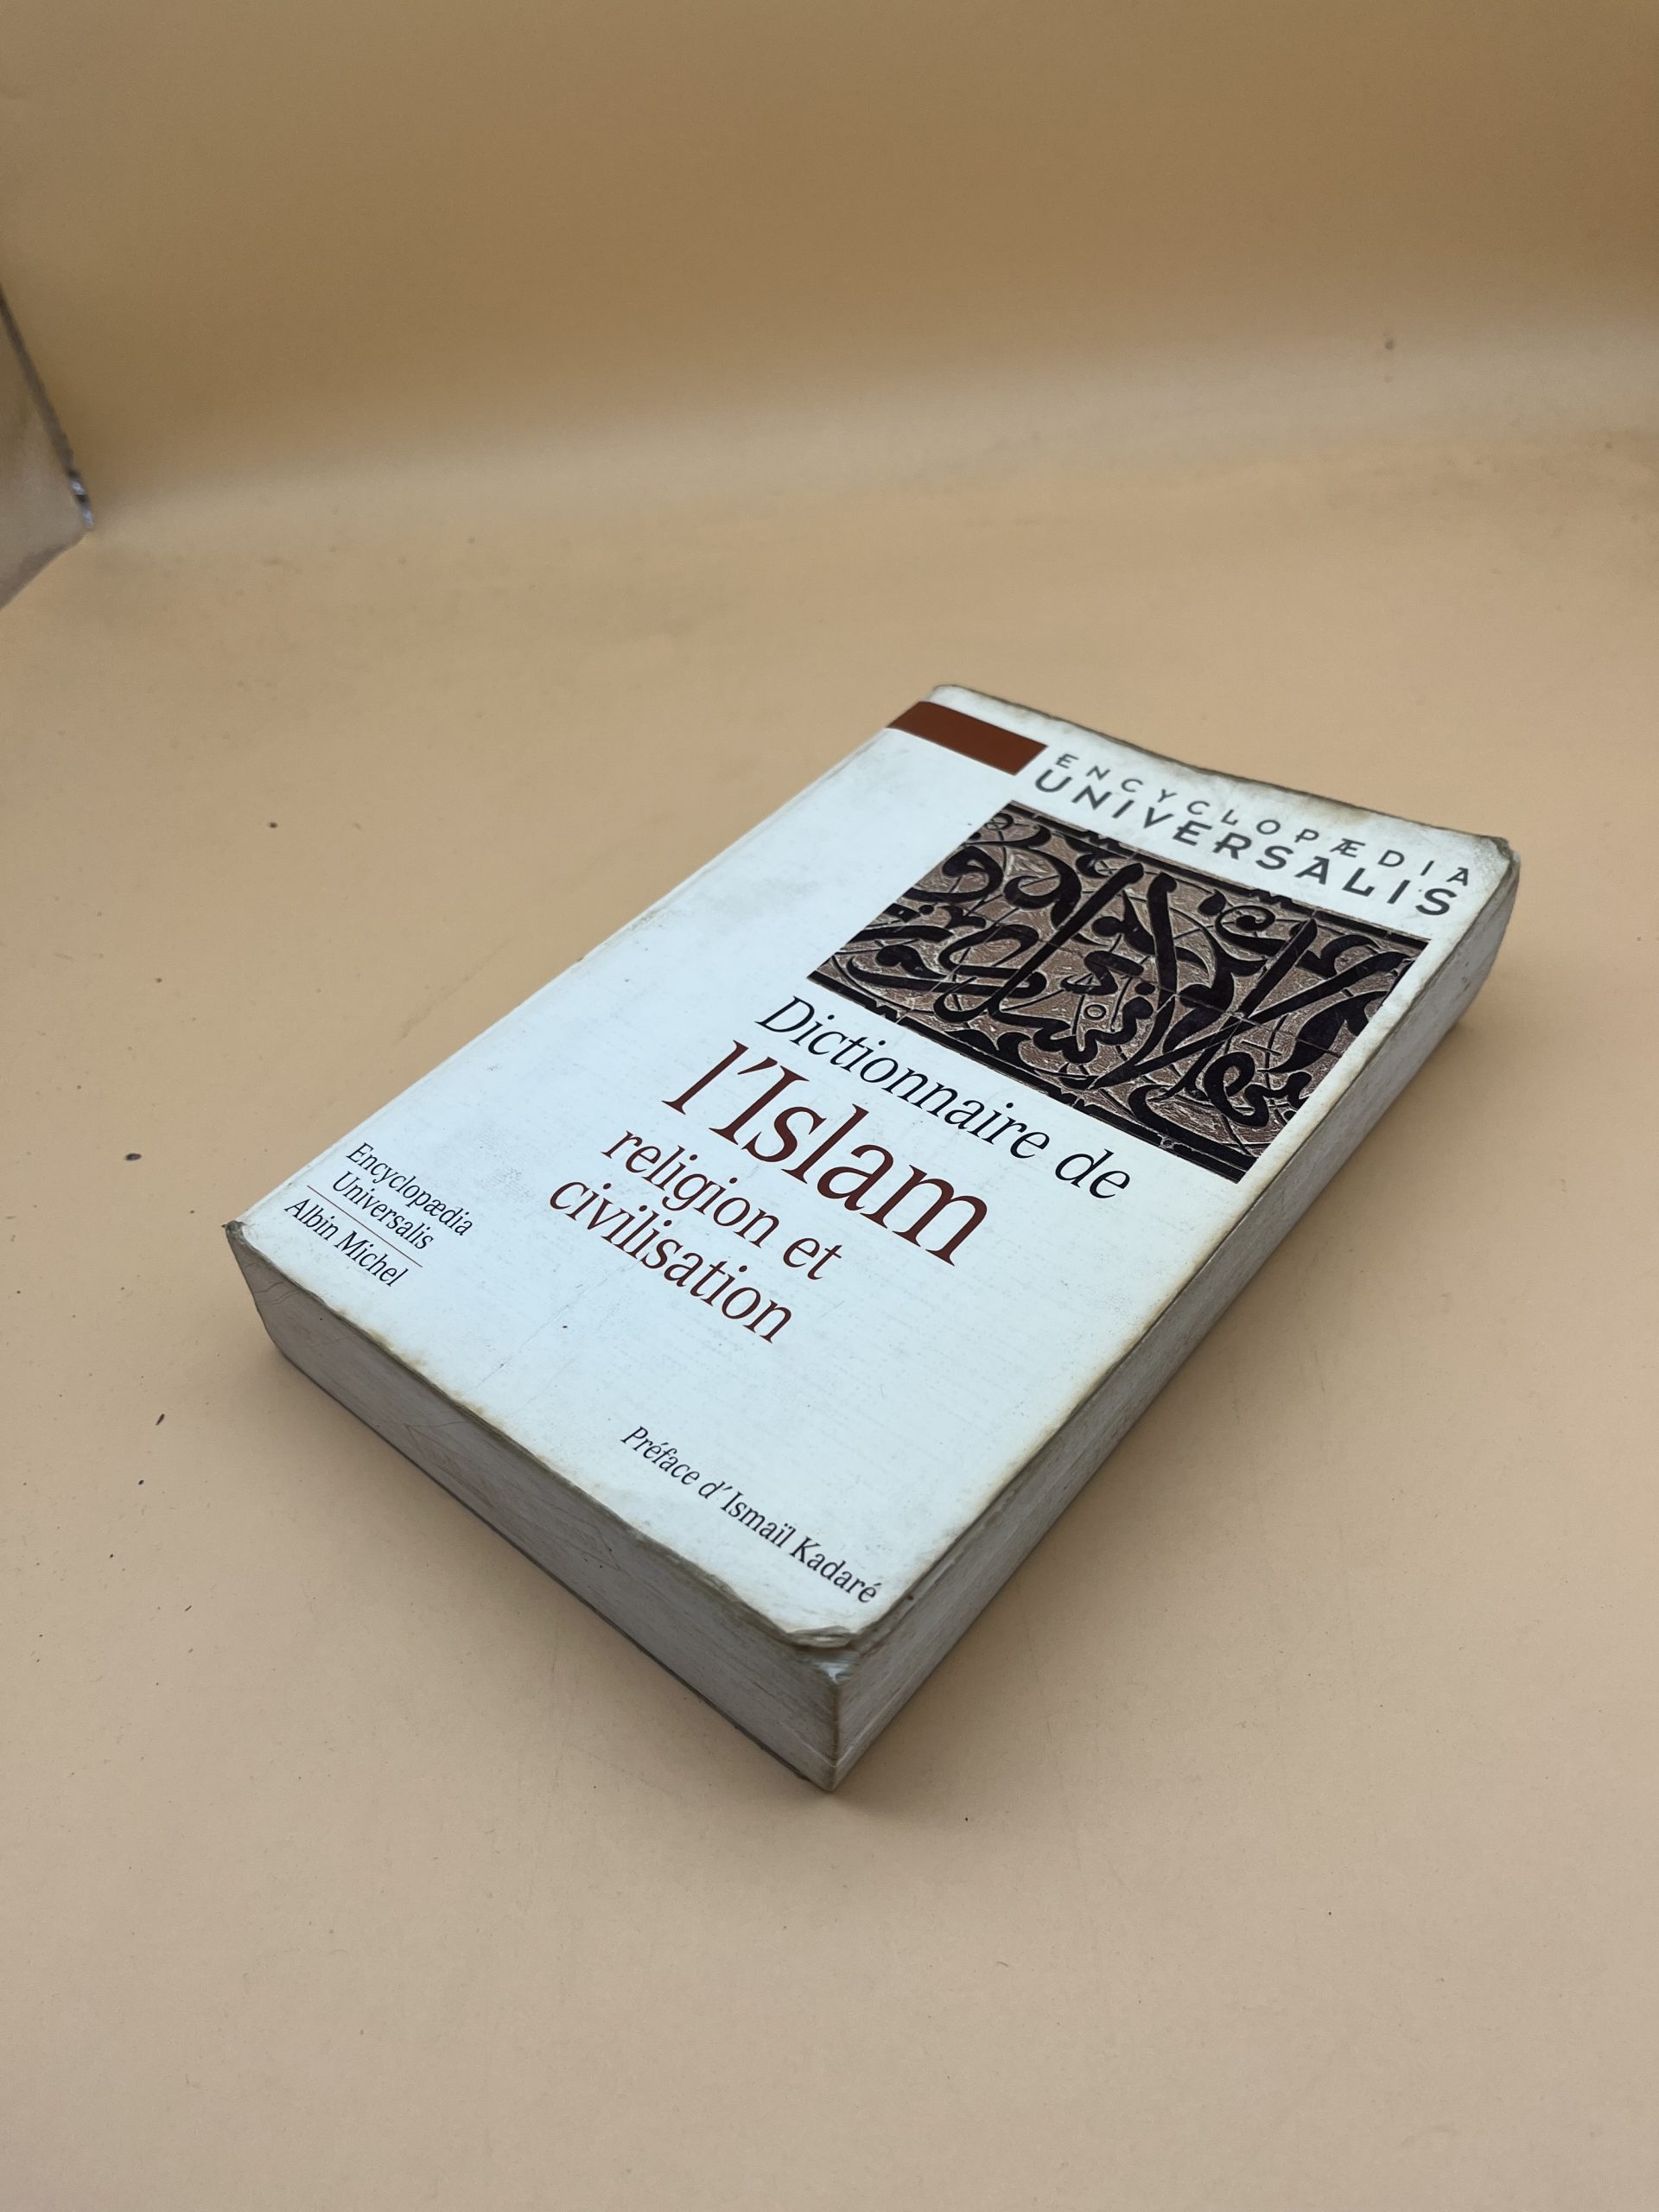 ENCYCLOPÆDIA
UNIVERSALIS
Dictionnaire de
l'Islam
religion et
civilisation
Encyclopædia
Universalis
Albin Michel
Préface d'Ismaïl Kadaré